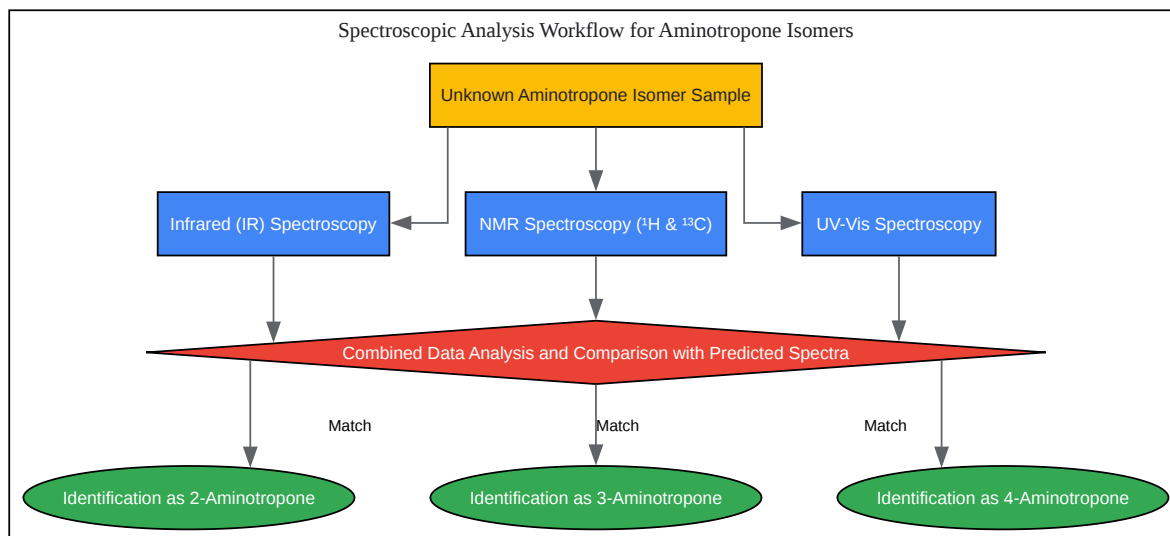 Spectroscopic Analysis Workflow for Aminotropone Isomers
Unknown Aminotropone Isomer Sample
Infrared (IR) Spectroscopy
NMR Spectroscopy (¹H & ¹³C)
UV-Vis Spectroscopy
Combined Data Analysis and Comparison with Predicted Spectra
Match
Match
Match
Identification as 2-Aminotropone
Identification as 3-Aminotropone
Identification as 4-Aminotropone